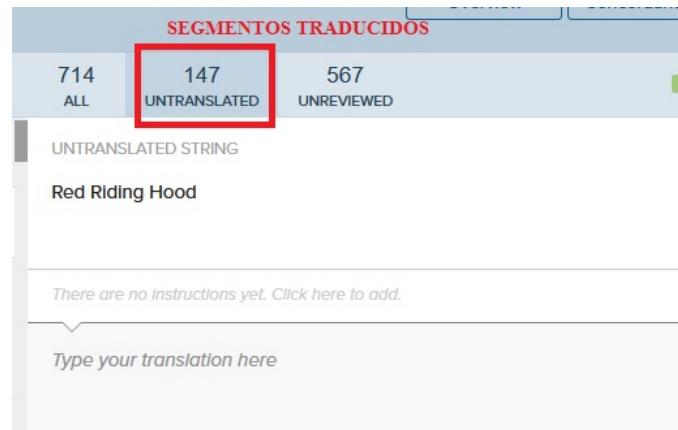 SEGMENTOS TRADUCIDOS
714 147 567
ALL UNTRANSLATED UNREVIEWED
UNTRANSLATED STRING
Red Riding Hood
There are no instructions yet. Click here to add.
Type your translation here